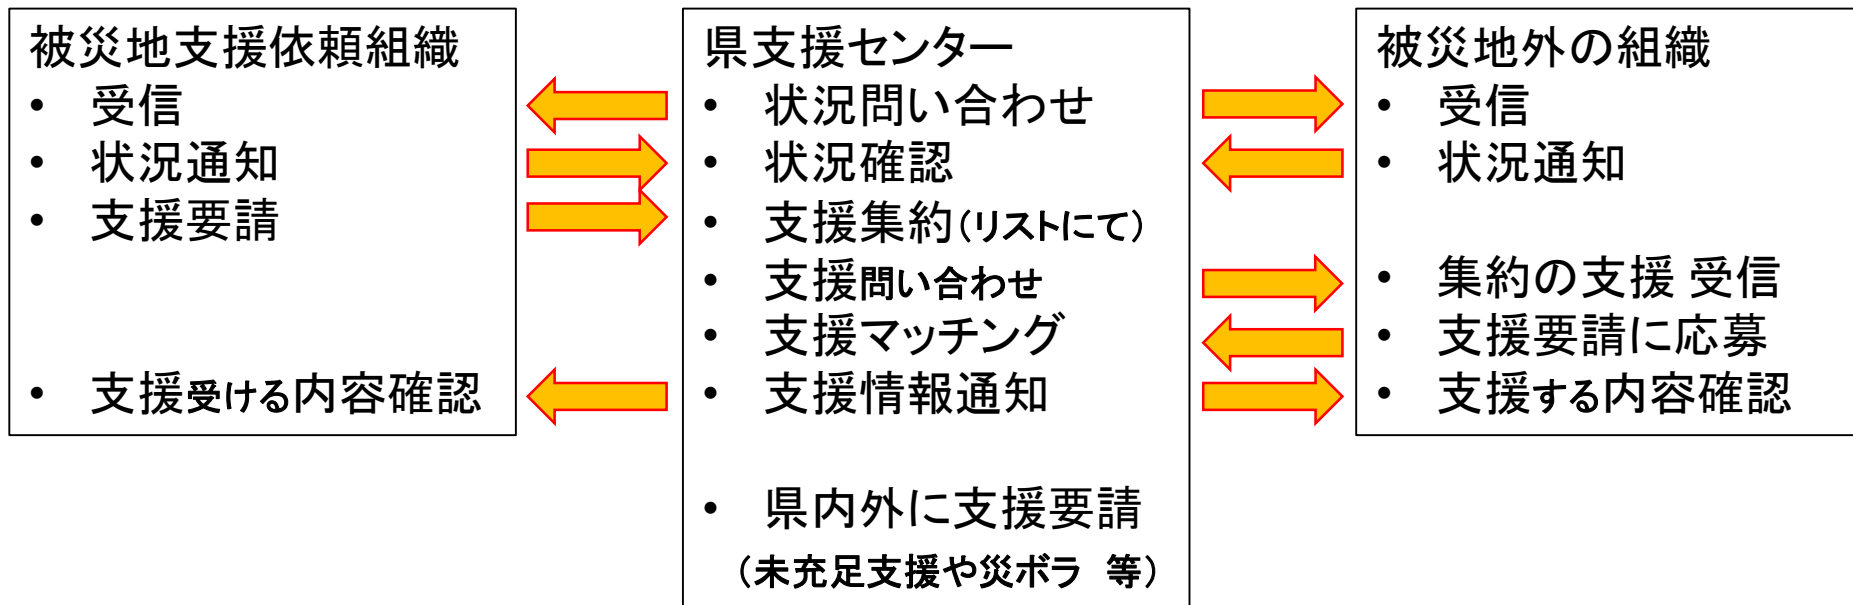 被災地支援依頼組織
• 受信
• 状況通知
• 支援要請
• 支援受ける内容確認
県支援センター
• 状況問い合わせ
• 状況確認
• 支援集約(リストにて)
• 支援問い合わせ
• 支援マッチング
• 支援情報通知
• 県内外に支援要請
(未充足支援や災ボラ 等)
被災地外の組織
• 受信
• 状況通知
• 集約の支援 受信
• 支援要請に応募
• 支援する内容確認